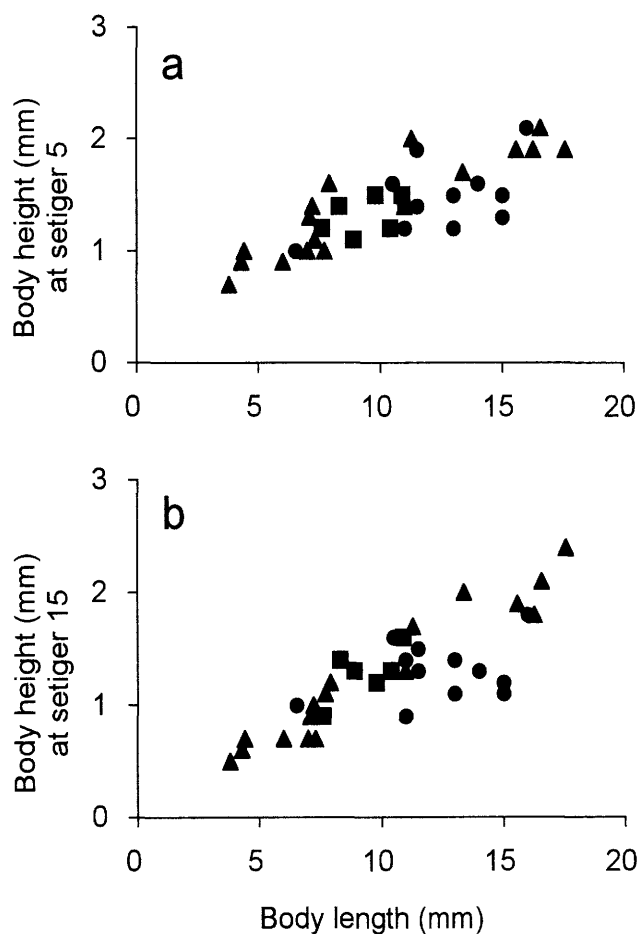 3
a
2
Body height (mm)
at setiger 5
1
0
0 5 10 15 20
3
b
2
Body height (mm)
at setiger 15
1
0
0 5 10 15 20
Body length (mm)